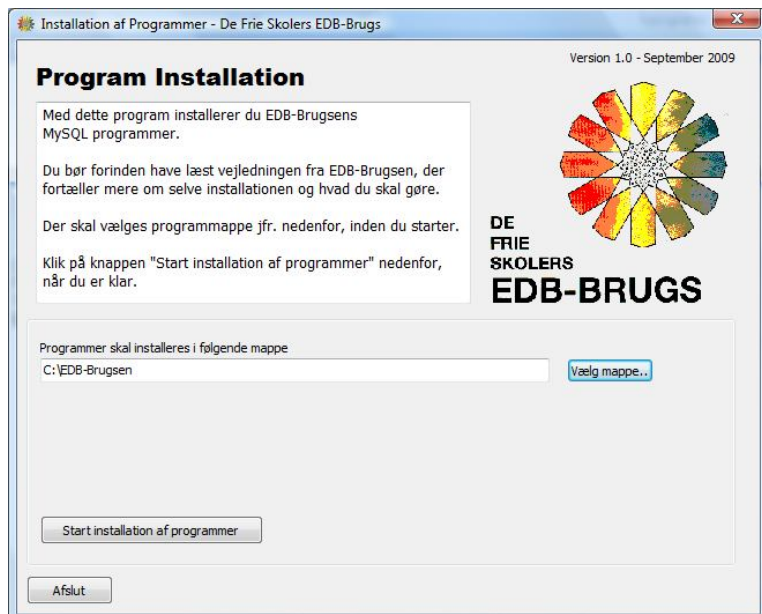 Installation af Programmer - De Frie Skolers EDB-Brugs
Version 1.0 - September 2009
Program Installation
Med dette program installerer du EDB-Brugsens
MySQL programmer.
Du bør forinden have læst vejledningen fra EDB-Brugsen, der
fortæller mere om selve installationen og hvad du skal gøre.
Der skal vælges programmappe jfr. nedenfor, inden du starter.
Klik på knappen "Start installation af programmer" nedenfor,
når du er klar.
DE
FRIE
SKOLERS
EDB-BRUGS
Programmer skal installeres i følgende mappe
C:\EDB-Brugsen
Vælg mappe..
Start installation af programmer
Afslut